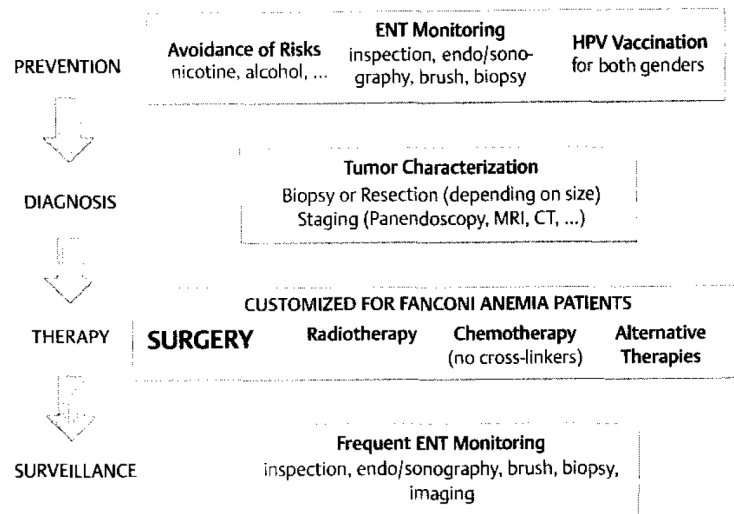 PREVENTION
Avoidance of Risks
nicotine, alcohol, ...
ENT Monitoring
inspection, endo/sono-
graphy, brush, biopsy
HPV Vaccination
for both genders
DIAGNOSIS
Tumor Characterization
Biopsy or Resection (depending on size)
Staging (Panendoscopy, MRI, CT, ...)
THERAPY
CUSTOMIZED FOR FANCONI ANEMIA PATIENTS
SURGERY
Radiotherapy
Chemotherapy
(no cross-linkers)
Alternative
Therapies
SURVEILLANCE
Frequent ENT Monitoring
inspection, endo/sonography, brush, biopsy,
imaging